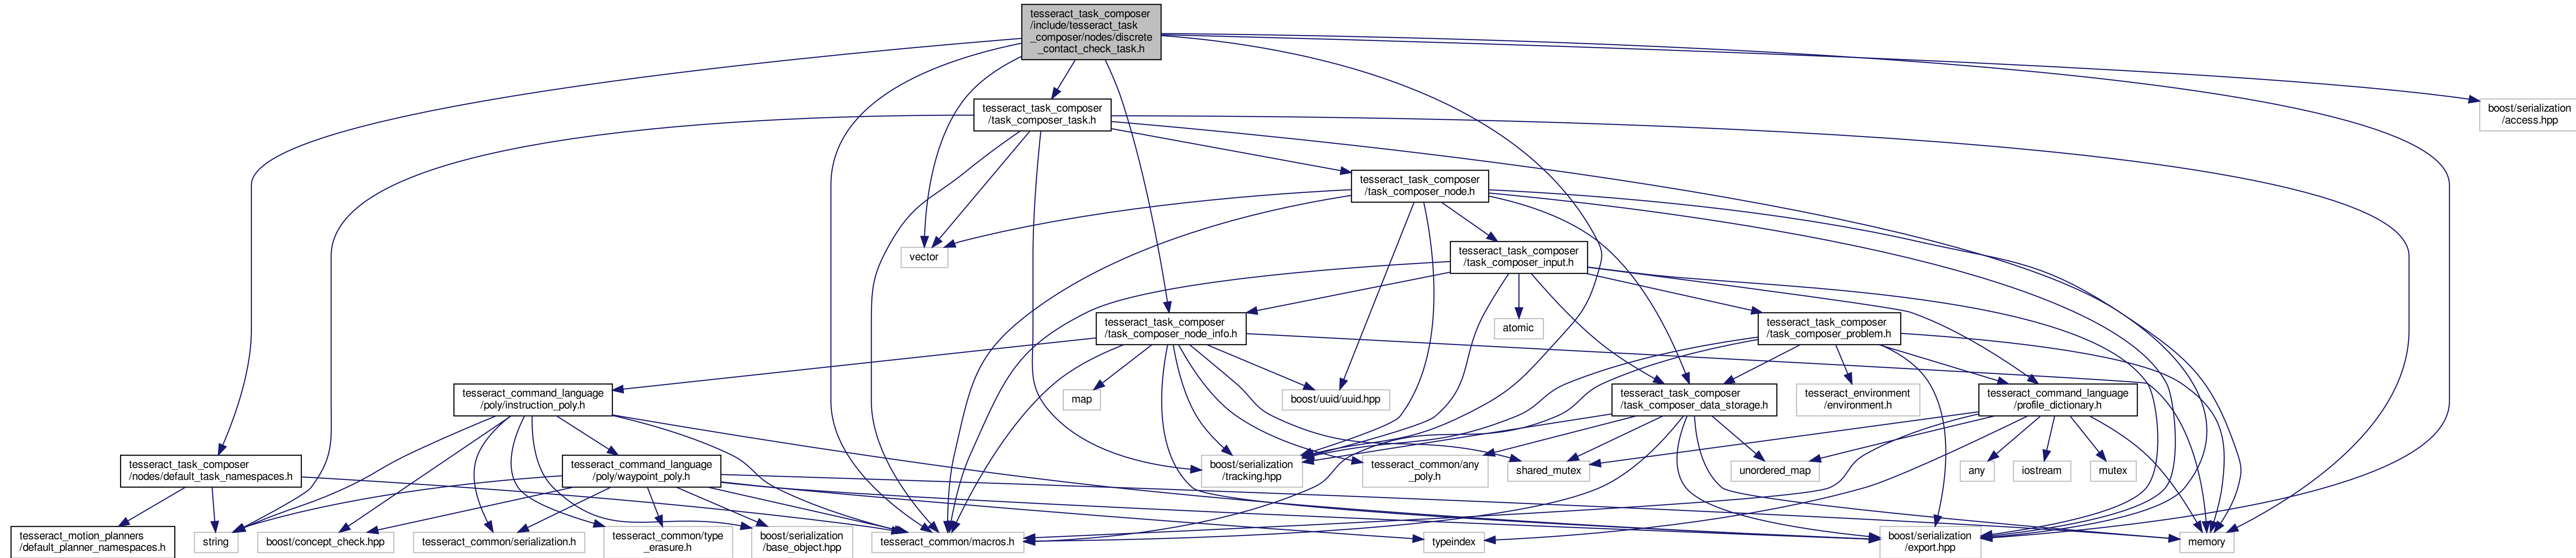 tesseract_task_composer
/include/tesseract_task
_composer/nodes/discrete
_contact_check_task.h
tesseract_task_composer
/task_composer_task.h
boost/serialization
/access.hpp
tesseract_task_composer
/task_composer_node.h
vector
tesseract_task_composer
/task_composer_input.h
tesseract_task_composer
/task_composer_node_info.h
atomic
tesseract_task_composer
/task_composer_problem.h
tesseract_command_language
/poly/instruction_poly.h
map
boost/uuid/uuid.hpp
tesseract_task_composer
/task_composer_data_storage.h
tesseract_environment
/environment.h
tesseract_command_language
/profile_dictionary.h
tesseract_task_composer
/nodes/default_task_namespaces.h
tesseract_command_language
/poly/waypoint_poly.h
boost/serialization
/tracking.hpp
tesseract_common/any
_poly.h
shared_mutex
unordered_map
any
iostream
mutex
tesseract_motion_planners
/default_planner_namespaces.h
string
boost/concept_check.hpp
tesseract_common/serialization.h
tesseract_common/type
_erasure.h
boost/serialization
/base_object.hpp
tesseract_common/macros.h
typeindex
boost/serialization
/export.hpp
memory